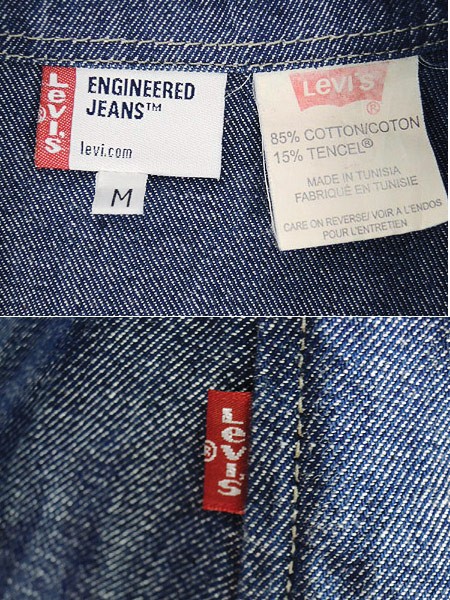 Levi's
®
ENGINEERED
JEANS™
levi.com
M
Levi's
®
85% COTTON/COTON
15% TENCEL®
MADE IN TUNISIA
FABRIQUÉ EN TUNISIE
CARE ON REVERSE/ VOIR A L'ENDOS
POUR L'ENTRETIEN
Levi's
®